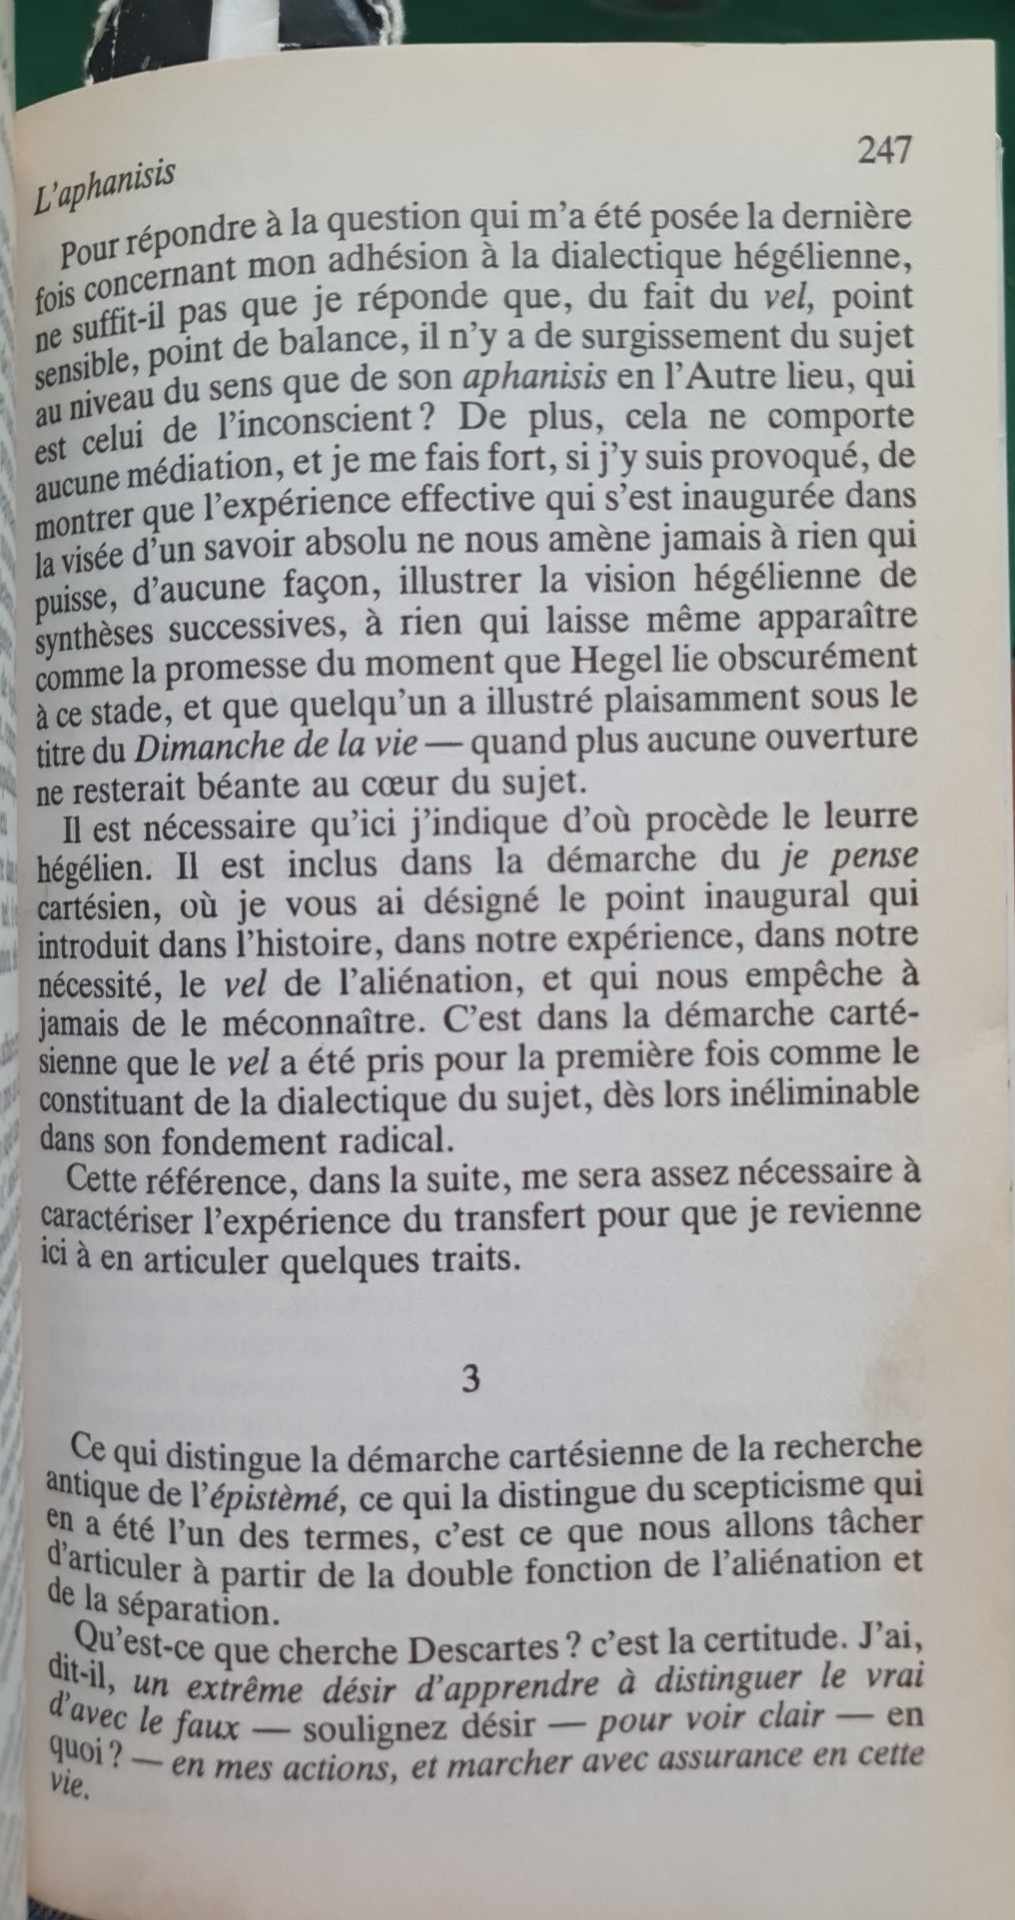 L'aphanisis
247
Pour répondre à la question qui m'a été posée la dernière
fois concernant mon adhésion à la dialectique hégélienne,
ne suffit-il pas que je réponde que, du fait du vel, point
sensible, point de balance, il n'y a de surgissement du sujet
au niveau du sens que de son aphanisis en l'Autre lieu, qui
est celui de l'inconscient ? De plus, cela ne comporte
aucune médiation, et je me fais fort, si j'y suis provoqué, de
montrer que l'expérience effective qui s'est inaugurée dans
la visée d'un savoir absolu ne nous amène jamais à rien qui
puisse, d'aucune façon, illustrer la vision hégélienne de
synthèses successives, à rien qui laisse même apparaître
comme la promesse du moment que Hegel lie obscurément
à ce stade, et que quelqu'un a illustré plaisamment sous le
titre du Dimanche de la vie — quand plus aucune ouverture
ne resterait béante au cœur du sujet.
Il est nécessaire qu'ici j'indique d'où procède le leurre
hégélien. Il est inclus dans la démarche du je pense
cartésien, où je vous ai désigné le point inaugural qui
introduit dans l'histoire, dans notre expérience, dans notre
nécessité, le vel de l'aliénation, et qui nous empêche à
jamais de le méconnaître. C'est dans la démarche carté-
sienne que le vel a été pris pour la première fois comme le
constituant de la dialectique du sujet, dès lors inéliminable
dans son fondement radical.
Cette référence, dans la suite, me sera assez nécessaire à
caractériser l'expérience du transfert pour que je revienne
ici à en articuler quelques traits.
3
Ce qui distingue la démarche cartésienne de la recherche
antique de l'épistèmé, ce qui la distingue du scepticisme qui
en a été l'un des termes, c'est ce que nous allons tâcher
d'articuler à partir de la double fonction de l'aliénation et
de la séparation.
Qu'est-ce que cherche Descartes ? c'est la certitude. J'ai,
dit-il, un extrême désir d'apprendre à distinguer le vrai
d'avec le faux — soulignez désir — pour voir clair — en
quoi ? — en mes actions, et marcher avec assurance en cette
vie.